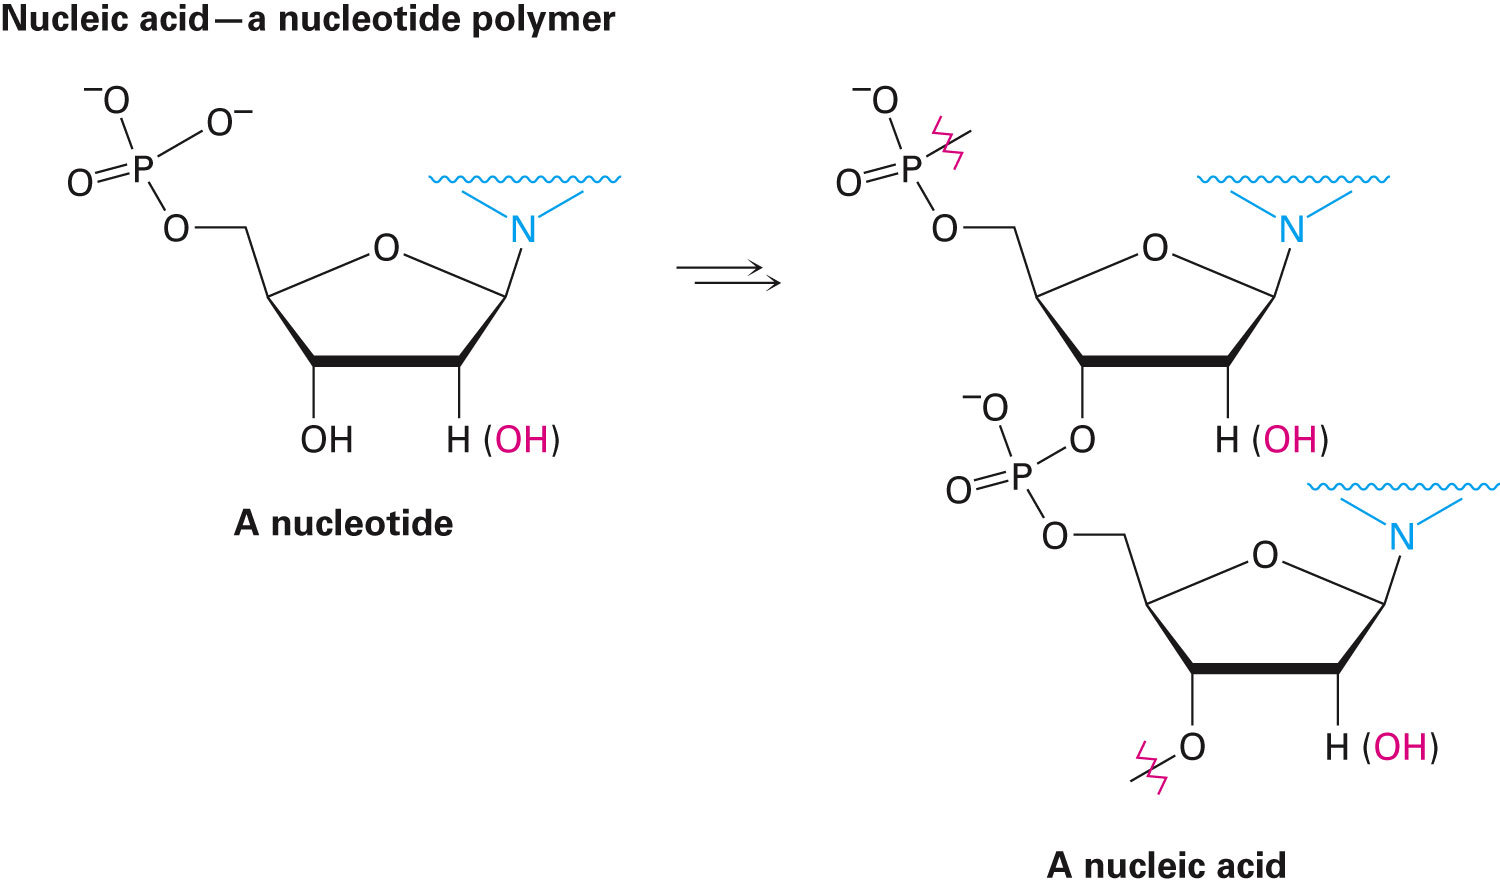 Nucleic acid—a nucleotide polymer
−O
O−
P
O
O
O
N
OH
H (OH)
A nucleotide
−O
P
O
O
O
N
H (OH)
−O
O
P
O
O
O
N
O
H (OH)
A nucleic acid